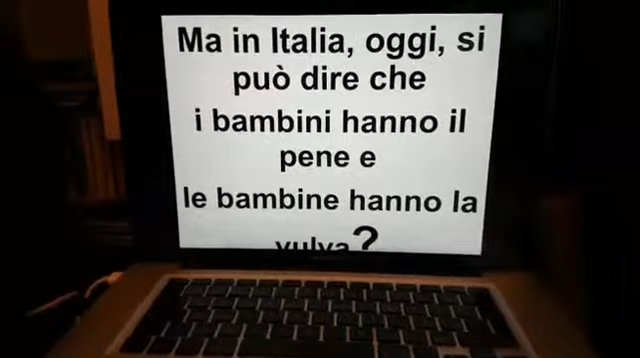 Ma in Italia, oggi, si
può dire che
i bambini hanno il
pene e
le bambine hanno la
vulva?